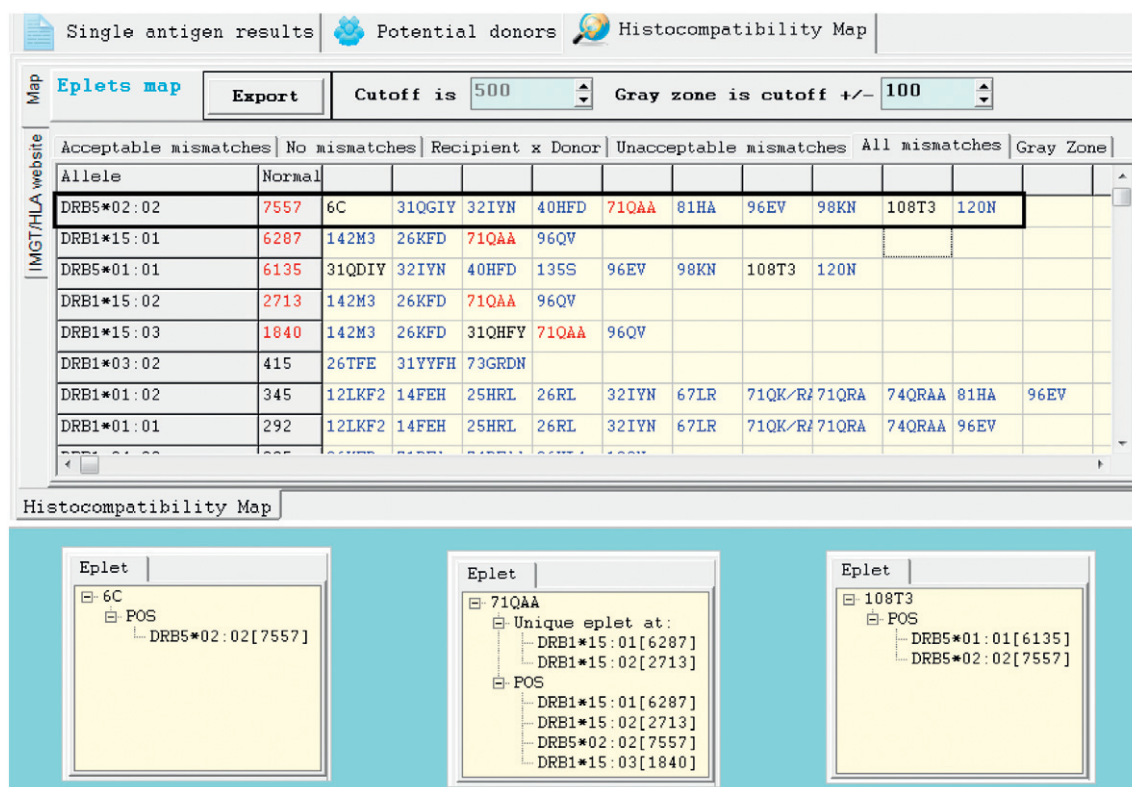 Single antigen results Potential donors Histocompatibility Map
Map
IMGT/HLA website
Eplets map Export Cutoff is 500 Gray zone is cutoff +/- 100
Acceptable mismatches No mismatches Recipient x Donor Unacceptable mismatches All mismatches Gray Zone
Allele Normal
DRB5*02:02 7557 6C 31QGIY 32IYN 40HFD 71QAA 81HA 96EV 98KN 108T3 120N
DRB1*15:01 6287 142M3 26KFD 71QAA 96QV
DRB5*01:01 6135 31QDIY 32IYN 40HFD 135S 96EV 98KN 108T3 120N
DRB1*15:02 2713 142M3 26KFD 71QAA 96QV
DRB1*15:03 1840 142M3 26KFD 31QHFY 71QAA 96QV
DRB1*03:02 415 26TFE 31YYFH 73GRDN
DRB1*01:02 345 12LKF2 14FEH 25HRL 26RL 32IYN 67LR 71QK/RA 71QRA 74QRAA 81HA 96EV
DRB1*01:01 292 12LKF2 14FEH 25HRL 26RL 32IYN 67LR 71QK/RA 71QRA 74QRAA 96EV
Histocompatibility Map
Eplet
6C
POS
DRB5*02:02[7557]
Eplet
71QAA
Unique eplet at:
DRB1*15:01[6287]
DRB1*15:02[2713]
POS
DRB1*15:01[6287]
DRB1*15:02[2713]
DRB5*02:02[7557]
DRB1*15:03[1840]
Eplet
108T3
POS
DRB5*01:01[6135]
DRB5*02:02[7557]